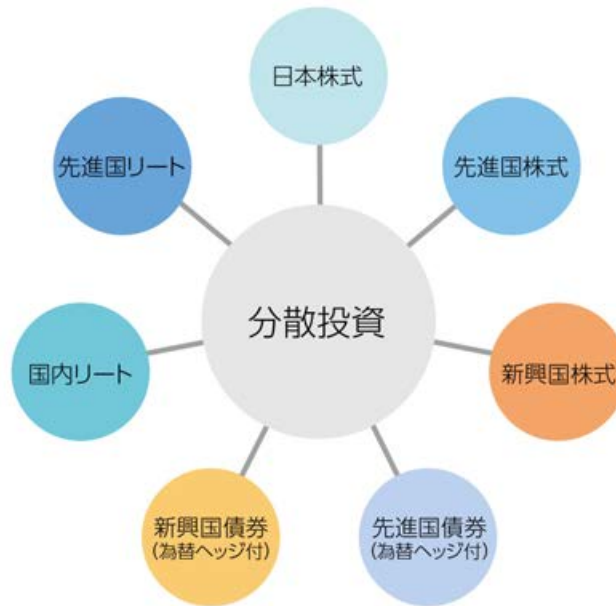 日本株式
先進国リート
先進国株式
分散投資
国内リート
新興国株式
新興国債券
(為替ヘッジ付)
先進国債券
(為替ヘッジ付)